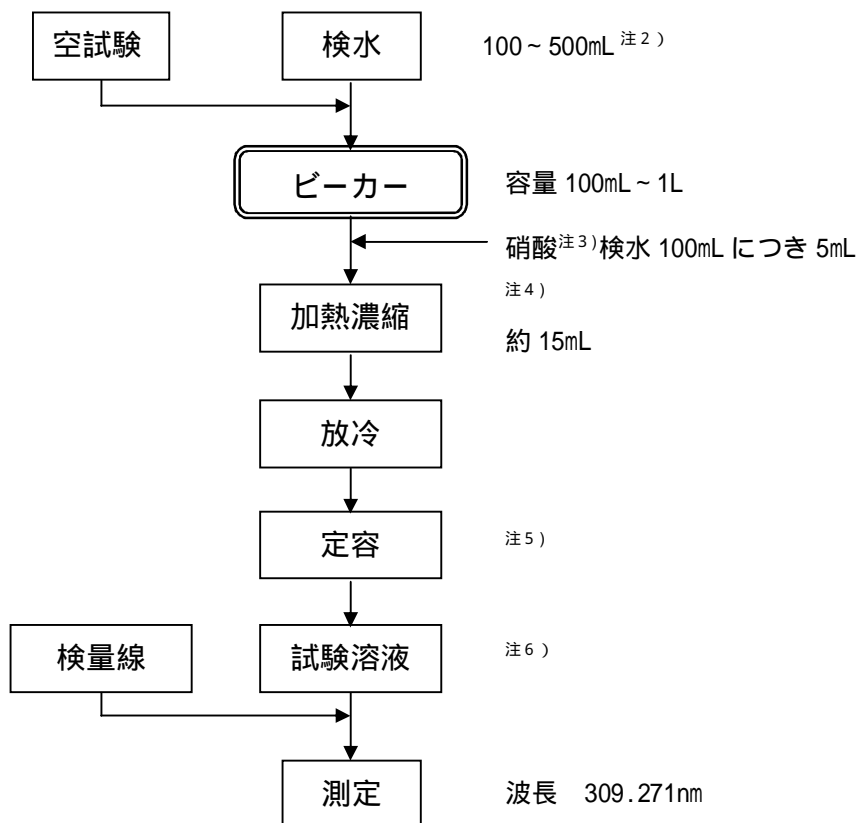 空試験 検水 100～500mL 注2)
ビーカー 容量 100mL～1L
硝酸注3)検水 100mL につき 5mL
注4)
加熱濃縮 約 15mL
放冷
定容 注5)
検量線 試験溶液 注6)
測定 波長 309.271nm